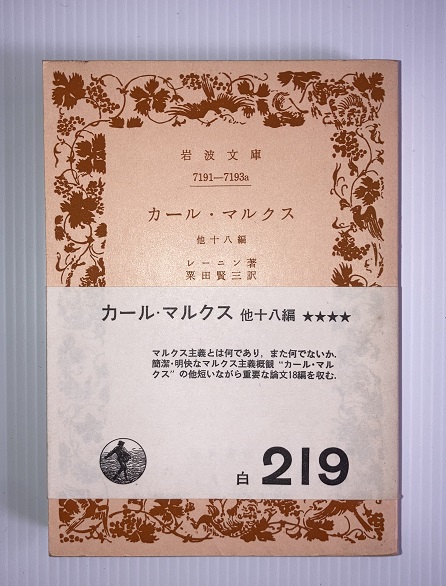 岩波文庫
7191—7193a
カール・マルクス
他十八編
レーニン著
粟田賢三訳
カール・マルクス 他十八編 ★★★★
マルクス主義とは何であり，また何でないか．
簡潔・明快なマルクス主義概観 “カール・マル
クス” の他短いながら重要な論文18編を収む．
白 219